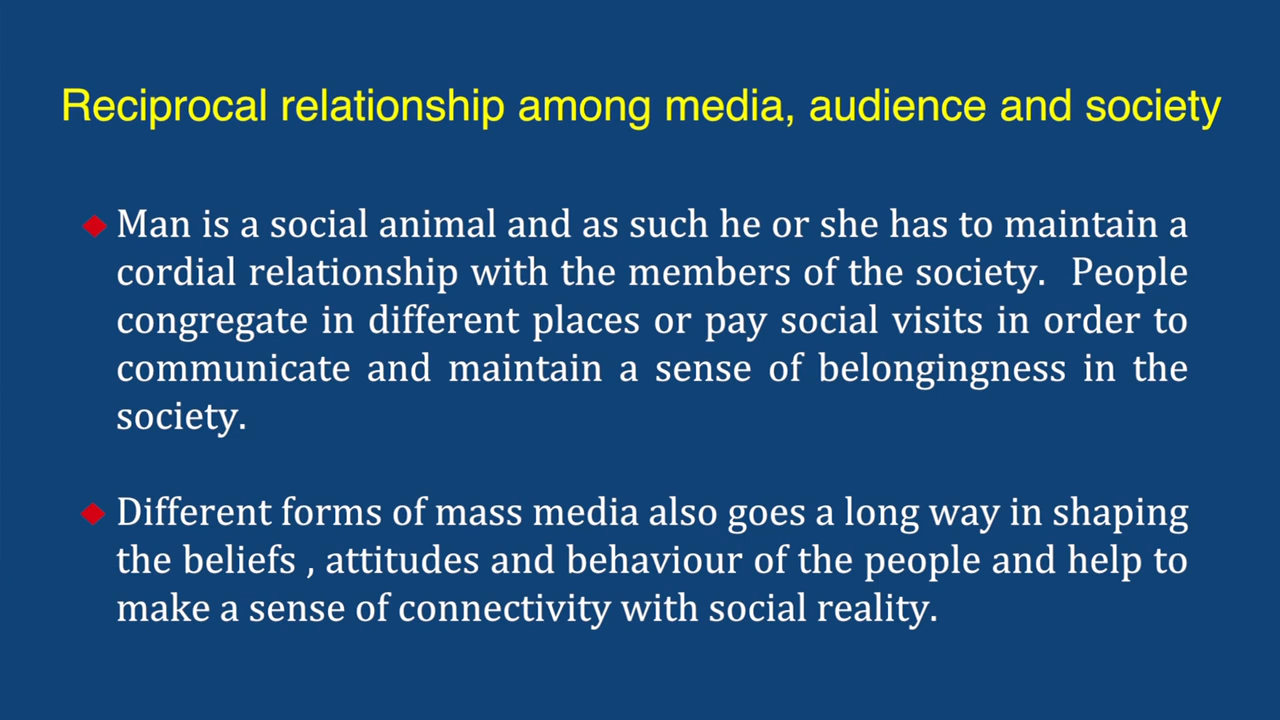 Reciprocal relationship among media, audience and society
Man is a social animal and as such he or she has to maintain a
cordial relationship with the members of the society.  People
congregate in different places or pay social visits in order to
communicate and maintain a sense of belongingness in the
society.
Different forms of mass media also goes a long way in shaping
the beliefs , attitudes and behaviour of the people and help to
make a sense of connectivity with social reality.